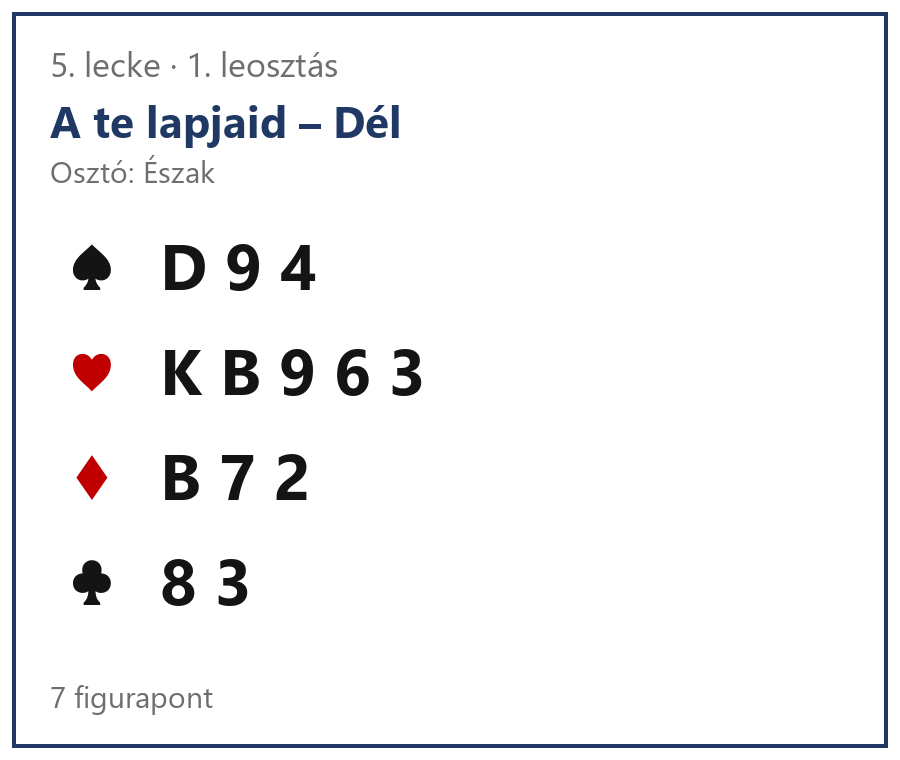 5. lecke · 1. leosztás
A te lapjaid – Dél
Osztó: Észak
♠ D 9 4
♥ K B 9 6 3
♦ B 7 2
♣ 8 3
7 figurapont